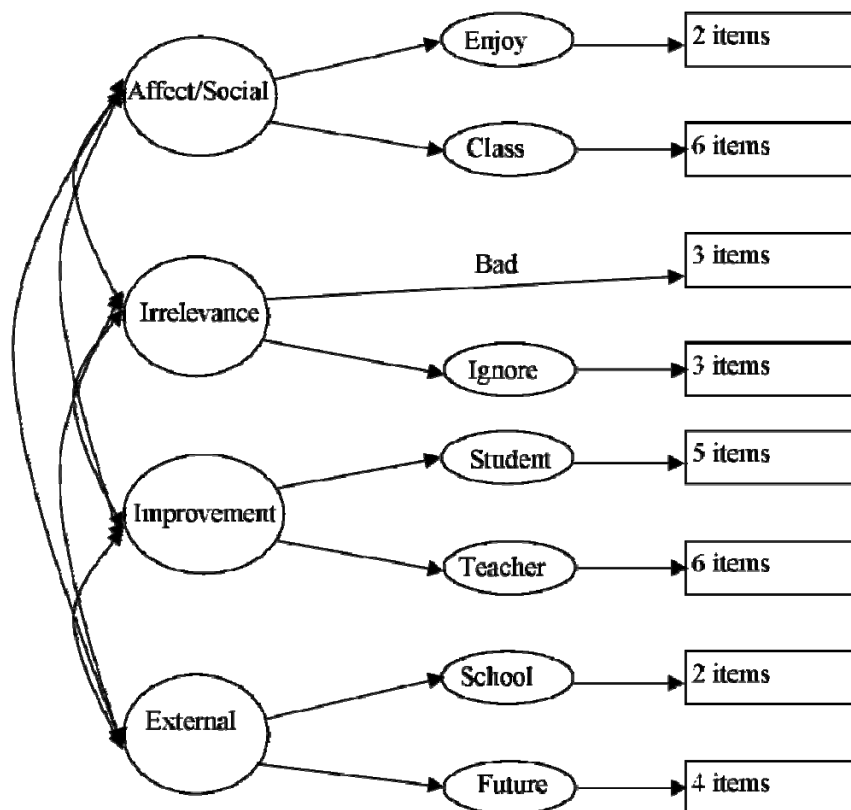 Enjoy
2 items
Affect/Social
Class
6 items
Bad
3 items
Irrelevance
Ignore
3 items
Student
5 items
Improvement
Teacher
6 items
School
2 items
External
Future
4 items